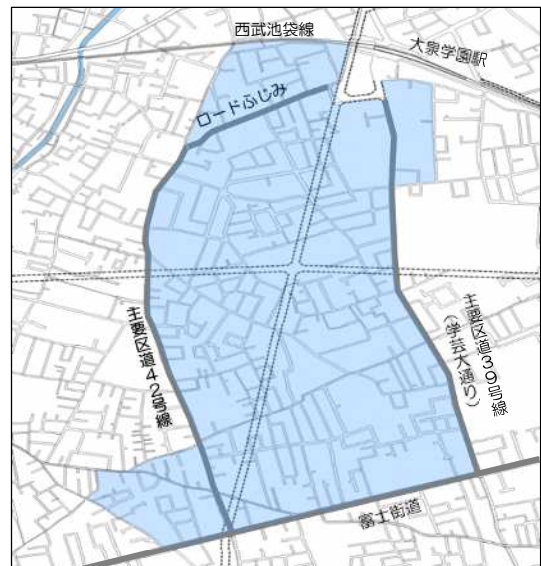 西武池袋線
大泉学園駅
ロードふじみ
主要区道42号線
主要区道39号線
（学芸大通り）
富士街道